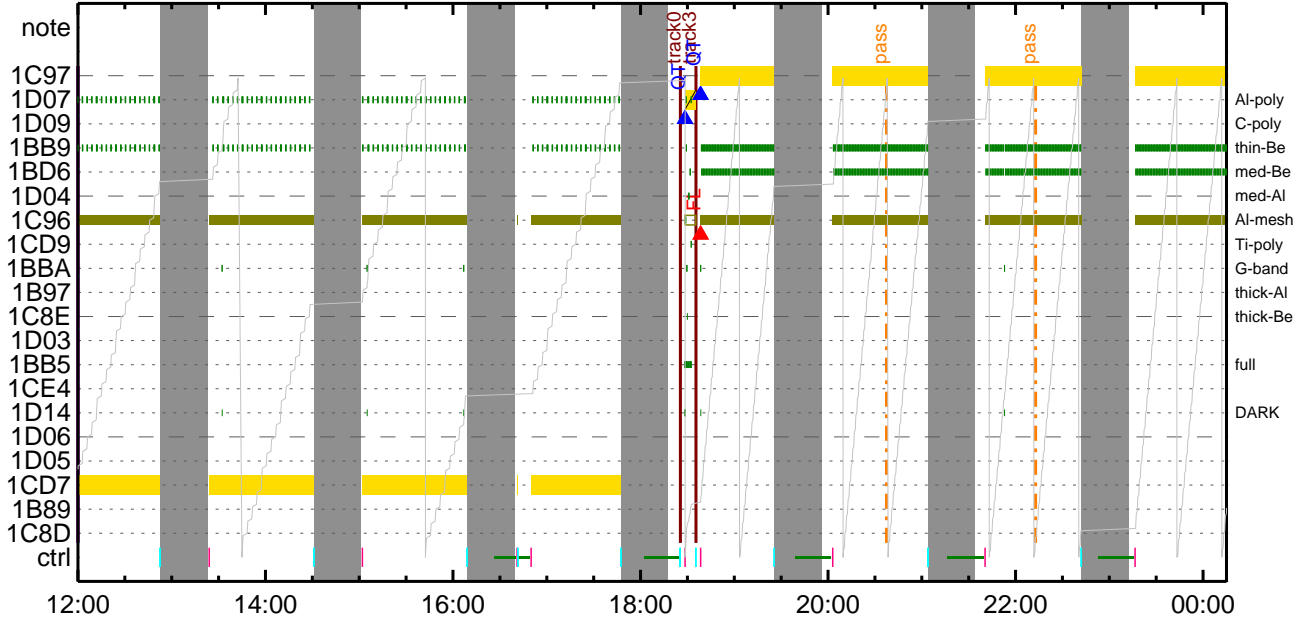 note
QT
track0
track3
QT
pass
pass
1C97
1D07 Al-poly
1D09 C-poly
1BB9 thin-Be
1BD6 med-Be
1D04 med-Al
FL
1C96 Al-mesh
1CD9 Ti-poly
1BBA G-band
1B97 thick-Al
1C8E thick-Be
1D03
1BB5 full
1CE4
1D14 DARK
1D06
1D05
1CD7
1B89
1C8D
ctrl
12:00 14:00 16:00 18:00 20:00 22:00 00:00